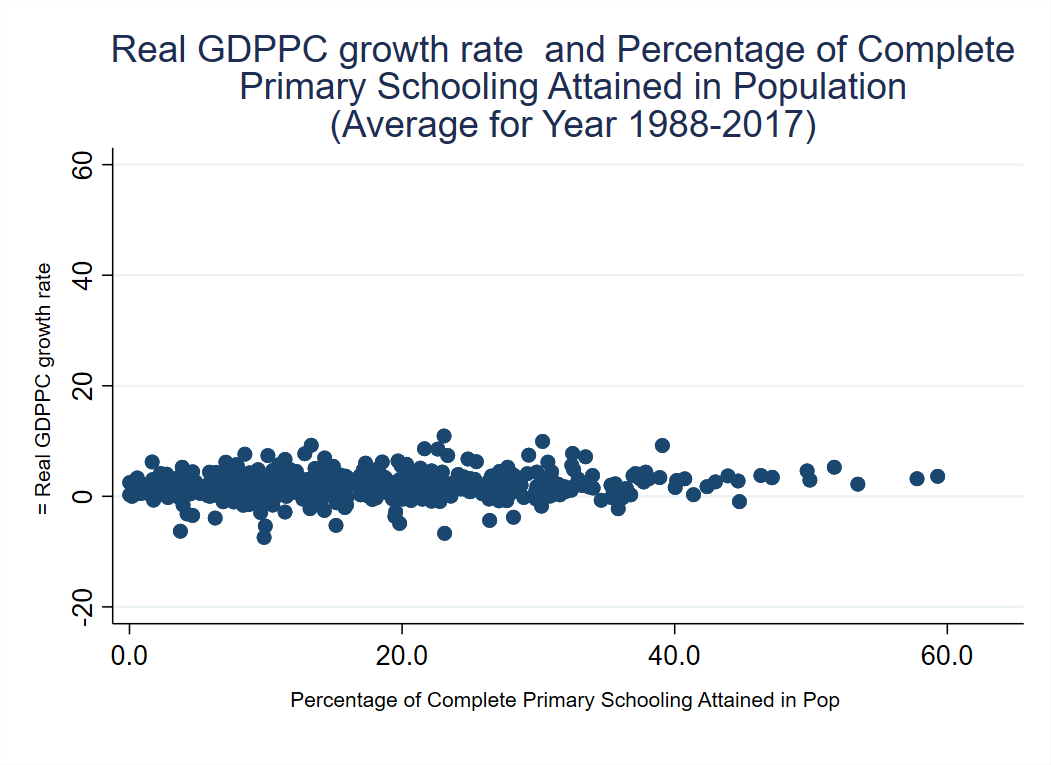 Real GDPPC growth rate  and Percentage of Complete
Primary Schooling Attained in Population
(Average for Year 1988-2017)
60
40
20
0
-20
= Real GDPPC growth rate
0.0
20.0
40.0
60.0
Percentage of Complete Primary Schooling Attained in Pop